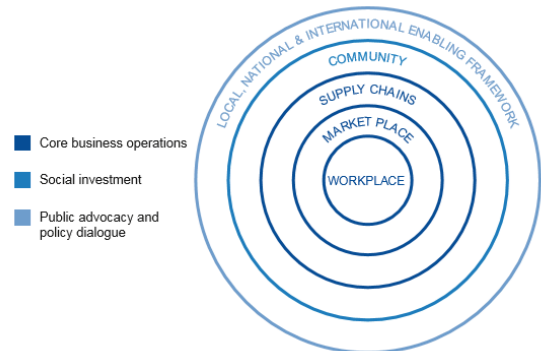 LOCAL, NATIONAL & INTERNATIONAL ENABLING FRAMEWORK
COMMUNITY
SUPPLY CHAINS
MARKET PLACE
WORKPLACE
Core business operations
Social investment
Public advocacy and
policy dialogue